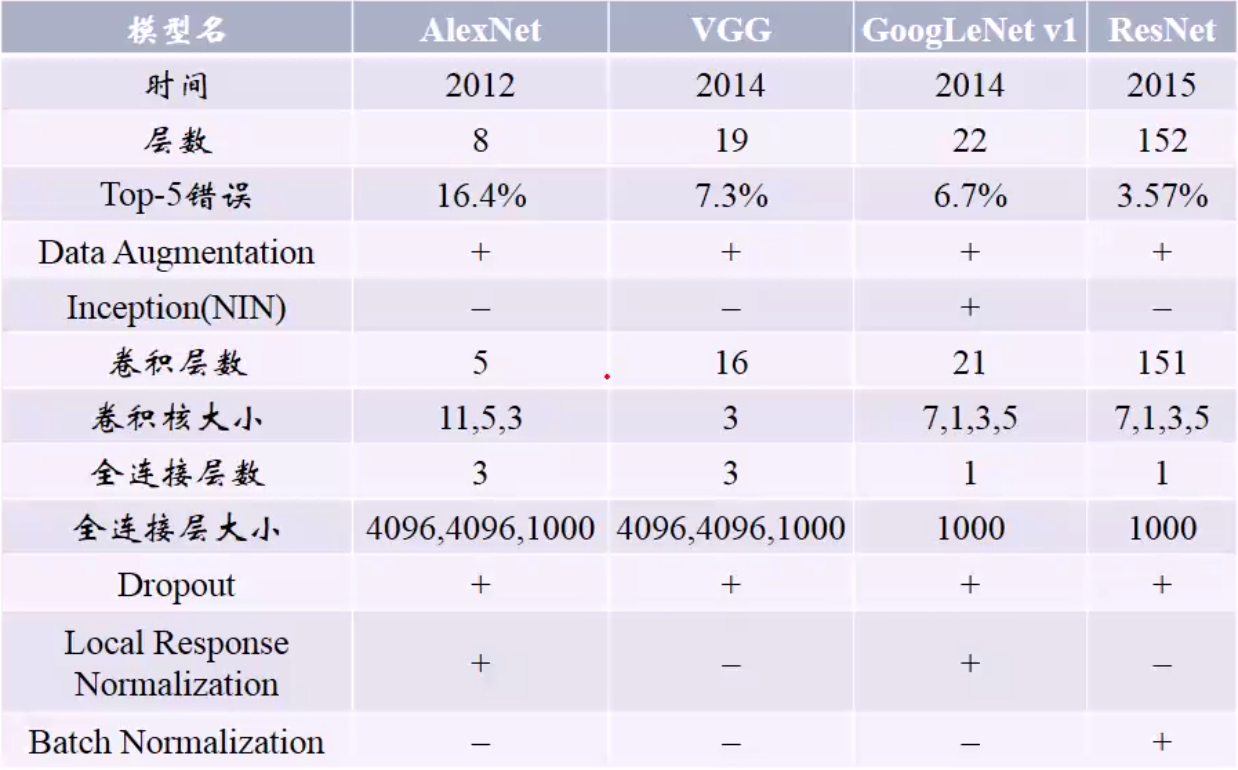 模型名 AlexNet VGG GoogLeNet v1 ResNet
时间 2012 2014 2014 2015
层数 8 19 22 152
Top-5错误 16.4% 7.3% 6.7% 3.57%
Data Augmentation + + + +
Inception(NIN) – – + –
卷积层数 5 16 21 151
卷积核大小 11,5,3 3 7,1,3,5 7,1,3,5
全连接层数 3 3 1 1
全连接层大小 4096,4096,1000 4096,4096,1000 1000 1000
Dropout + + + +
Local Response
Normalization + – + –
Batch Normalization – – – +